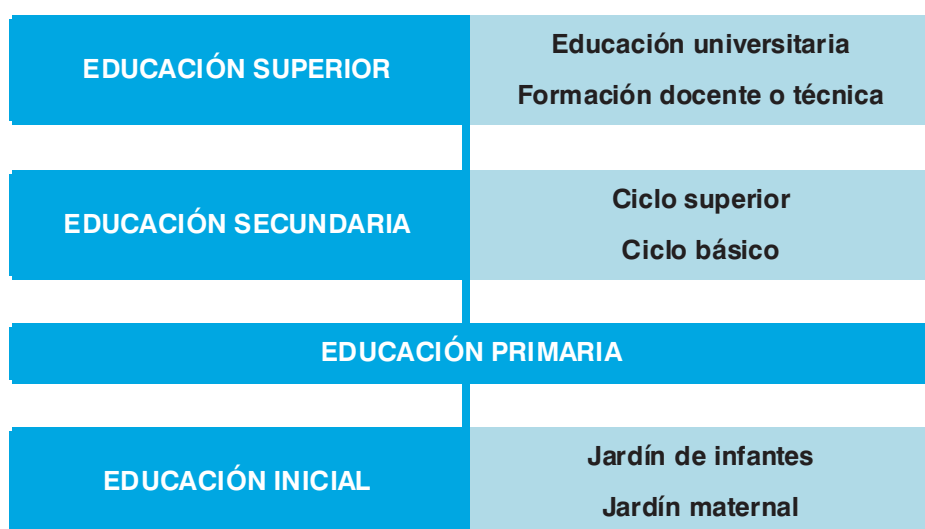 EDUCACIÓN SUPERIOR
Educación universitaria
Formación docente o técnica
EDUCACIÓN SECUNDARIA
Ciclo superior
Ciclo básico
EDUCACIÓN PRIMARIA
EDUCACIÓN INICIAL
Jardín de infantes
Jardín maternal